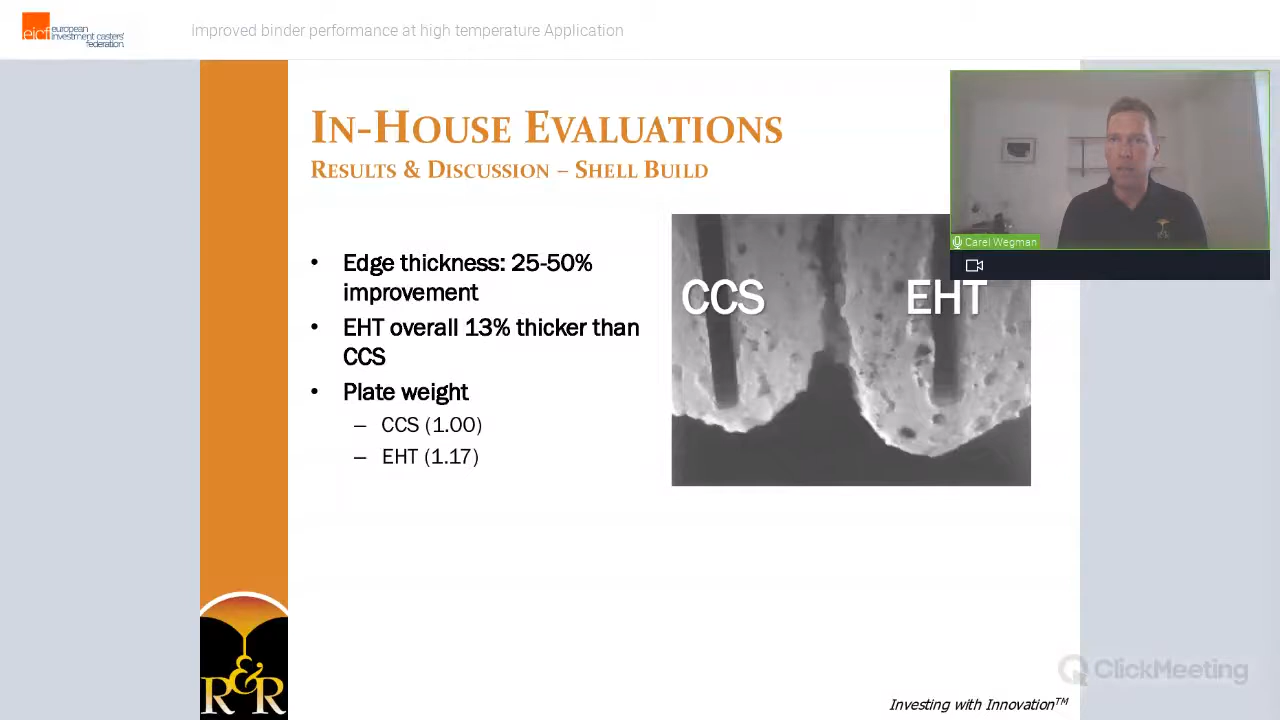 eicf european
investment casters'
federation.
Improved binder performance at high temperature Application
IN-HOUSE EVALUATIONS
RESULTS & DISCUSSION – SHELL BUILD
• Edge thickness: 25-50%
improvement
• EHT overall 13% thicker than
CCS
• Plate weight
– CCS (1.00)
– EHT (1.17)
CCS
EHT
Carel Wegman
R&R
R&R
ClickMeeting
Investing with Innovation™